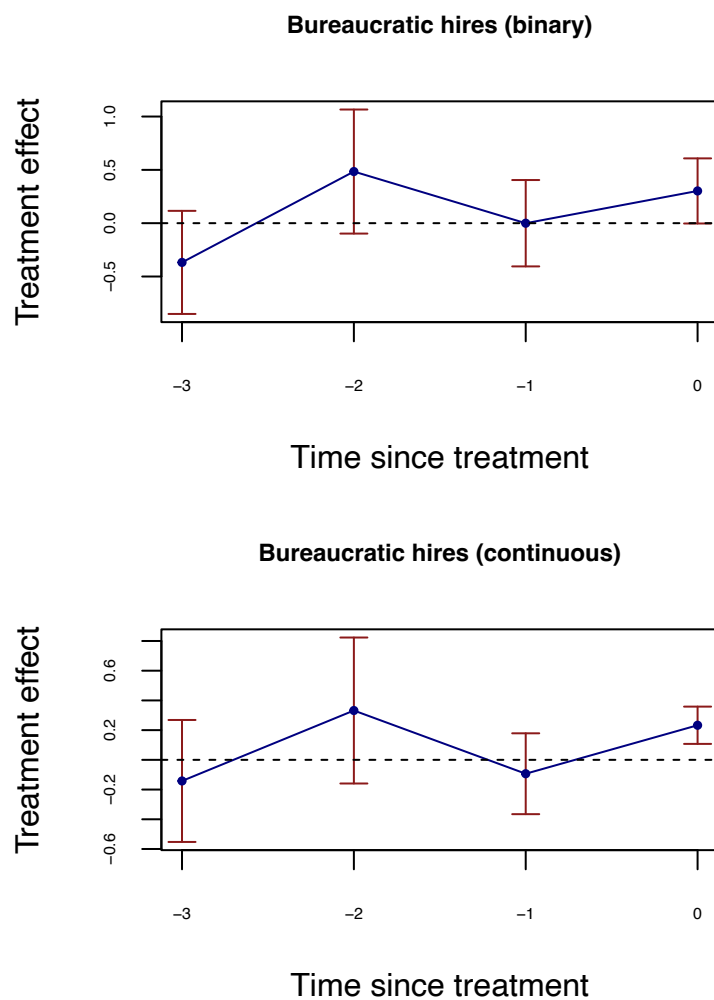 Bureaucratic hires (binary)
Treatment effect
1.0
0.5
0.0
−0.5
−3 −2 −1 0
Time since treatment
Bureaucratic hires (continuous)
Treatment effect
0.6
0.2
−0.2
−0.6
−3 −2 −1 0
Time since treatment